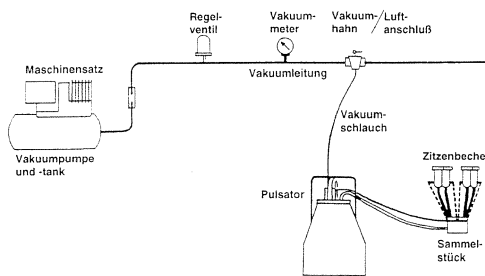 Regel-
ventil
Vakuum-
meter
Vakuum-
hahn
/Luft-
anschluß
Maschinensatz
Vakuumleitung
Vakuum-
schlauch
Vakuumpumpe
und -tank
Zitzenbeche
Pulsator
Sammel-
stück